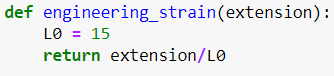 def engineering_strain(extension):
    L0 = 15
    return extension/L0